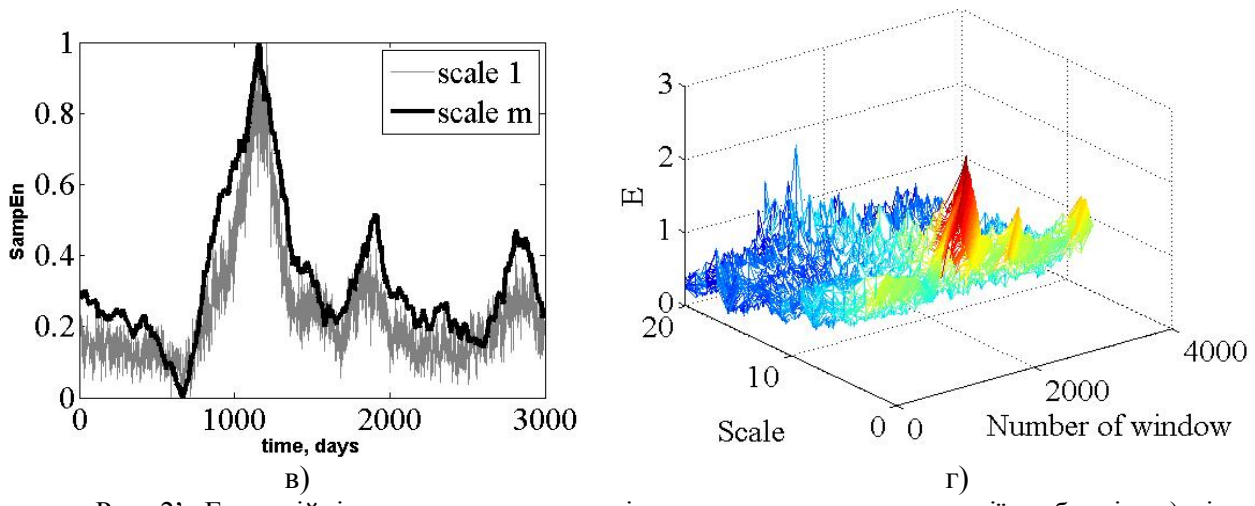 1
0.8
0.6
0.4
0.2
0
SampEn
scale 1
scale m
0 1000 2000 3000
time, days
в)
3
2
1
0
E
20
10
0
Scale
0
2000
4000
Number of window
г)